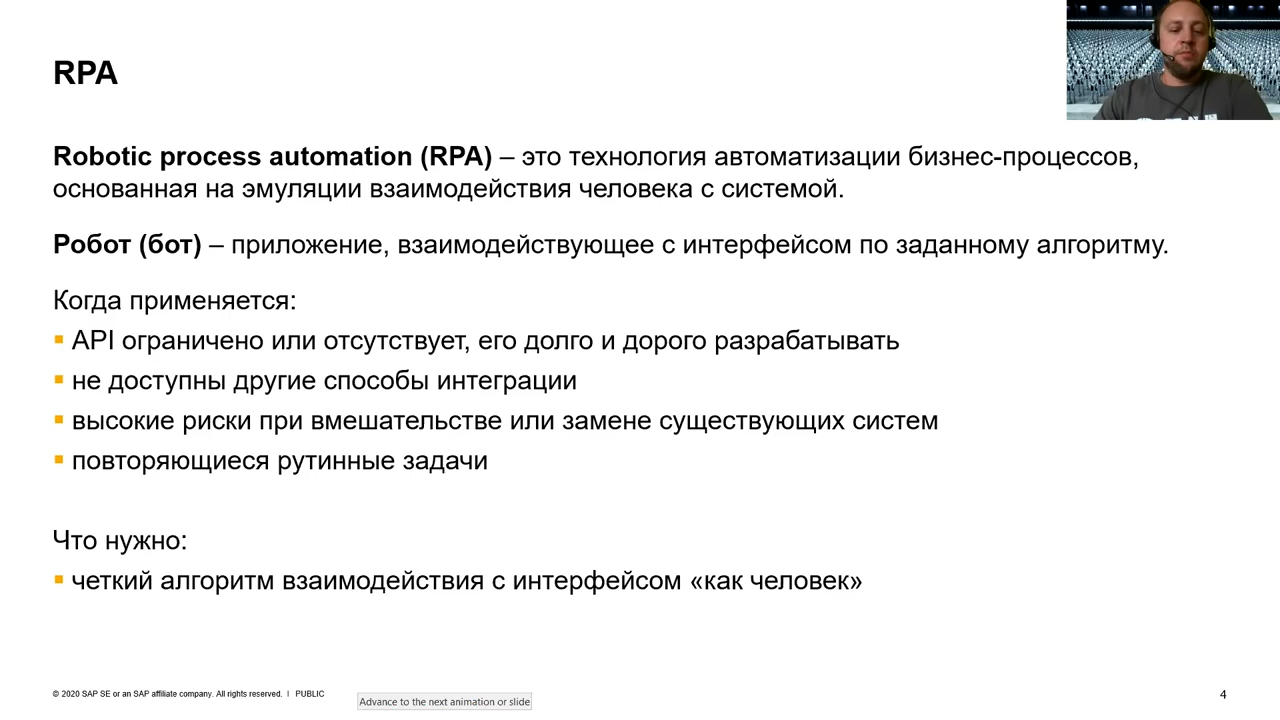 RPA
Robotic process automation (RPA) – это технология автоматизации бизнес-процессов,
основанная на эмуляции взаимодействия человека с системой.
Робот (бот) – приложение, взаимодействующее с интерфейсом по заданному алгоритму.
Когда применяется:
▪ API ограничено или отсутствует, его долго и дорого разрабатывать
▪ не доступны другие способы интеграции
▪ высокие риски при вмешательстве или замене существующих систем
▪ повторяющиеся рутинные задачи
Что нужно:
▪ четкий алгоритм взаимодействия с интерфейсом «как человек»
© 2020 SAP SE or an SAP affiliate company. All rights reserved. | PUBLIC
Advance to the next animation or slide
4